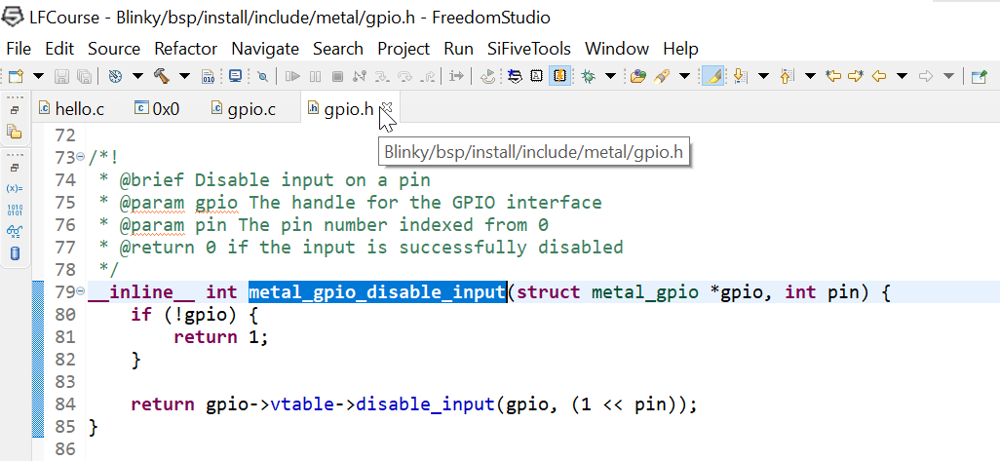 LFCourse - Blinky/bsp/install/include/metal/gpio.h - FreedomStudio
File Edit Source Refactor Navigate Search Project Run SiFiveTools Window Help
hello.c 0x0 gpio.c gpio.h
Blinky/bsp/install/include/metal/gpio.h
72
73 /*!
74 * @brief Disable input on a pin
75 * @param gpio The handle for the GPIO interface
76 * @param pin The pin number indexed from 0
77 * @return 0 if the input is successfully disabled
78 */
79 __inline__ int metal_gpio_disable_input(struct metal_gpio *gpio, int pin) {
80 if (!gpio) {
81 return 1;
82 }
83
84 return gpio->vtable->disable_input(gpio, (1 << pin));
85 }
86